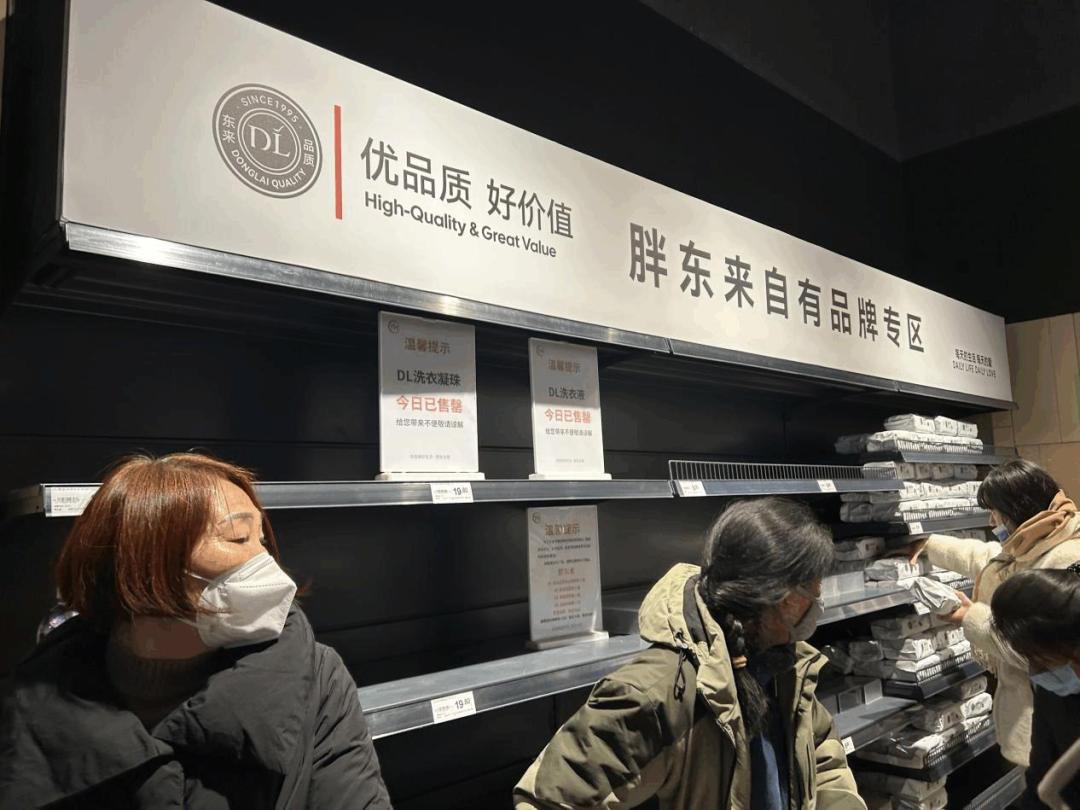 SINCE1995
东来
DL
品质
DONGLAI QUALITY
优品质 好价值
High-Quality & Great Value
胖东来自有品牌专区
DAILY LIFE DAILY LOVE
温馨提示
DL洗衣凝珠
今日已售罄
给您带来不便敬请谅解
温馨提示
DL洗衣液
今日已售罄
给您带来不便敬请谅解
19.80
温馨提示
19.80